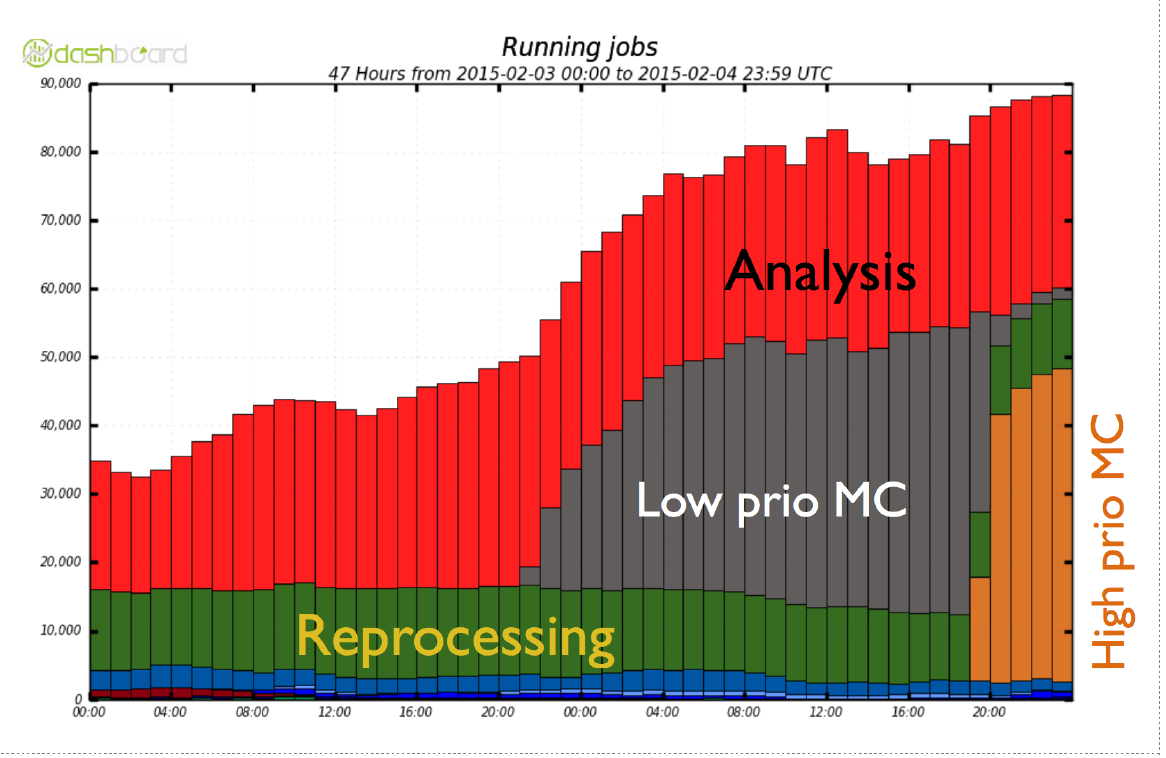 dashboard
Running jobs
47 Hours from 2015-02-03 00:00 to 2015-02-04 23:59 UTC
90,000
80,000
70,000
60,000
50,000
40,000
30,000
20,000
10,000
0
Analysis
Low prio MC
Reprocessing
High prio MC
00:00 04:00 08:00 12:00 16:00 20:00 00:00 04:00 08:00 12:00 16:00 20:00